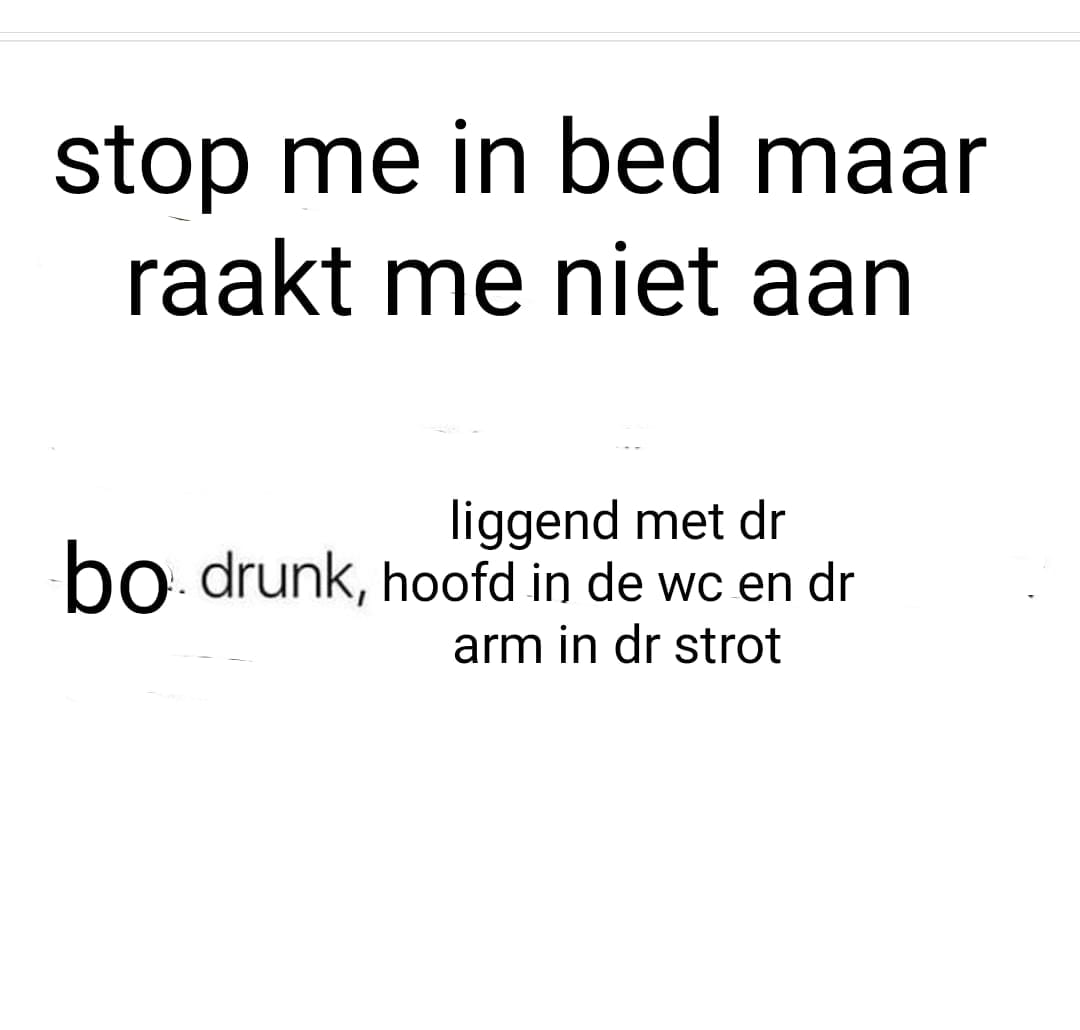 stop me in bed maar
raakt me niet aan
liggend met dr
bo. drunk, hoofd in de wc en dr
arm in dr strot